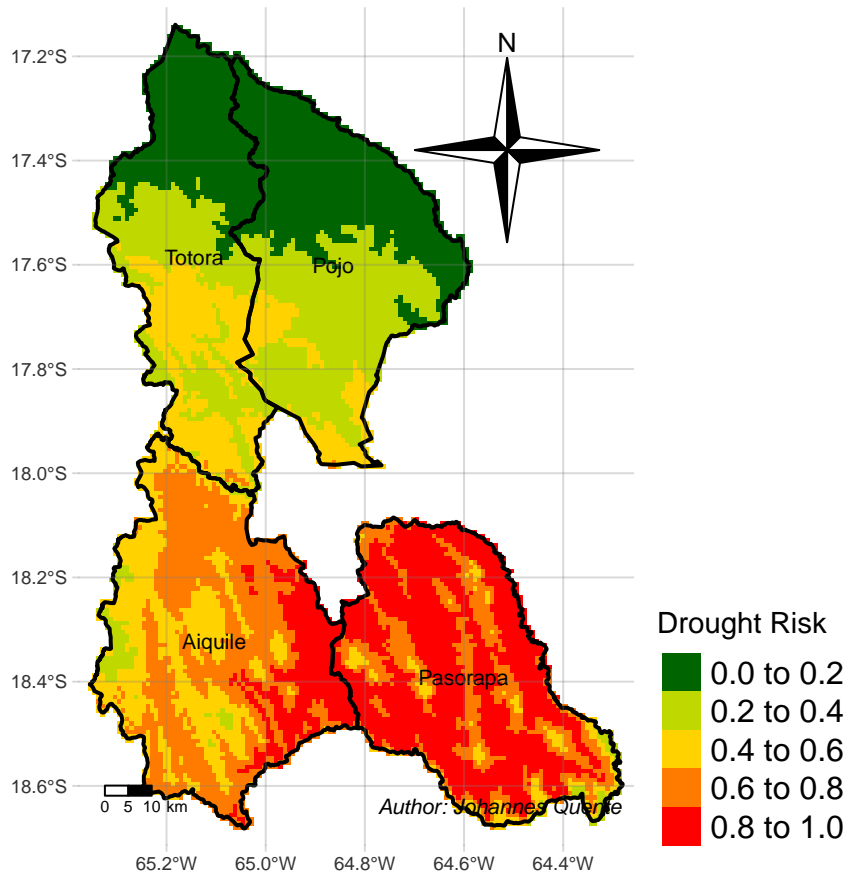 N
17.2°S
17.4°S
17.6°S
17.8°S
18.0°S
18.2°S
18.4°S
18.6°S
Totora
Pojo
Aiquile
Pasorapa
Drought Risk
0.0 to 0.2
0.2 to 0.4
0.4 to 0.6
0.6 to 0.8
0.8 to 1.0
0 5 10 km
Author: Johannes Quente
65.2°W 65.0°W 64.8°W 64.6°W 64.4°W